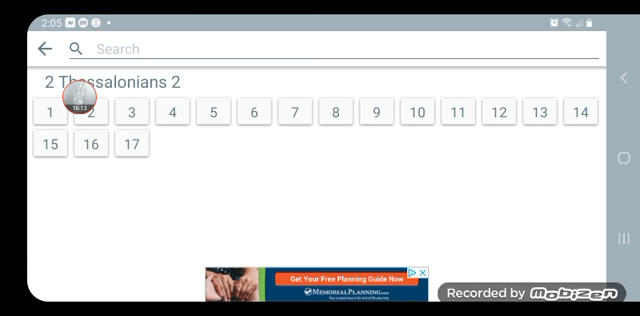 2:05
Search
2 Thessalonians 2
16:13
1 2 3 4 5 6 7 8 9 10 11 12 13 14
15 16 17
Get Your Free Planning Guide Now
MEMORIALPLANNING.COM
Recorded by MOBIZEN